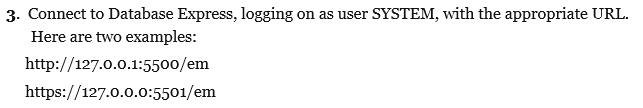 3. Connect to Database Express, logging on as user SYSTEM, with the appropriate URL.
Here are two examples:
http://127.0.0.1:5500/em
https://127.0.0.0:5501/em